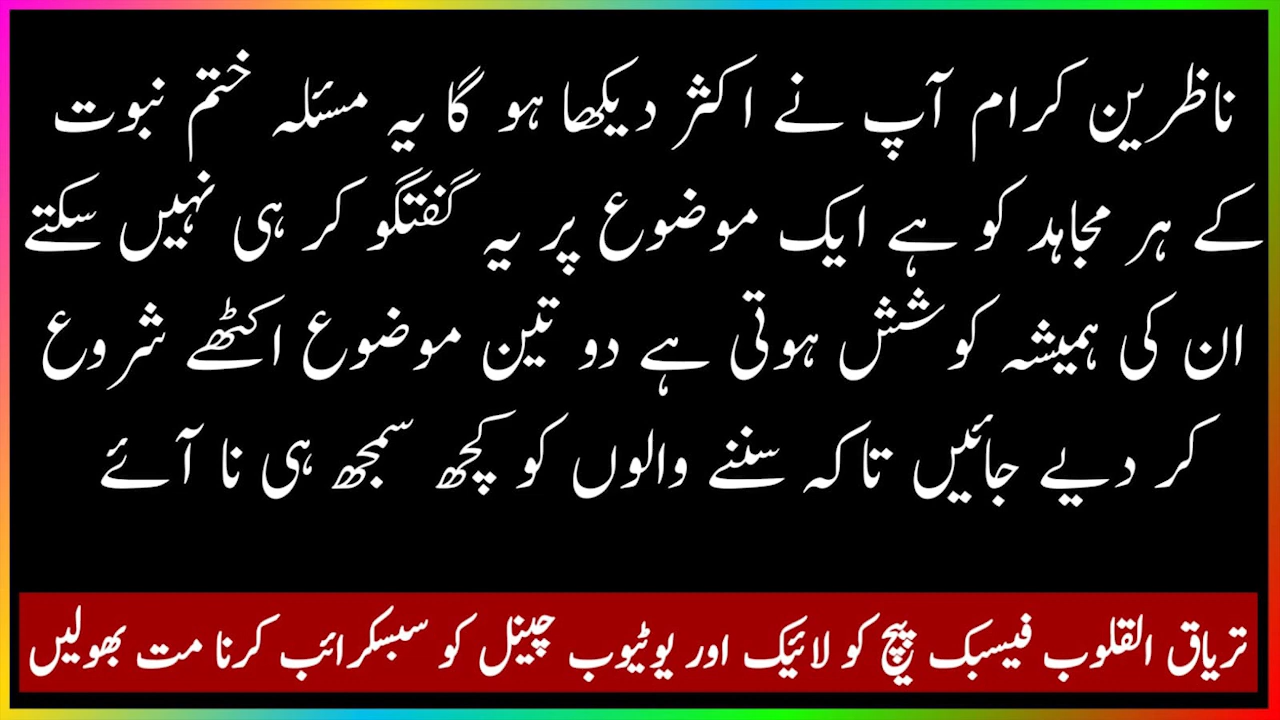 ناظرین کرام آپ نے اکثر دیکھا ہو گا یہ مسئلہ ختم نبوت
کے ہر مجاہد کو ہے ایک موضوع پر یہ گفتگو کر ہی نہیں سکتے
ان کی ہمیشہ کوشش ہوتی ہے دو تین موضوع اکٹھے شروع
کر دیے جائیں تاکہ سننے والوں کو کچھ سمجھ ہی نا آئے
تریاق القلوب فیسبک پیج کو لائیک اور یوٹیوب چینل کو سبسکرائب کرنا مت بھولیں